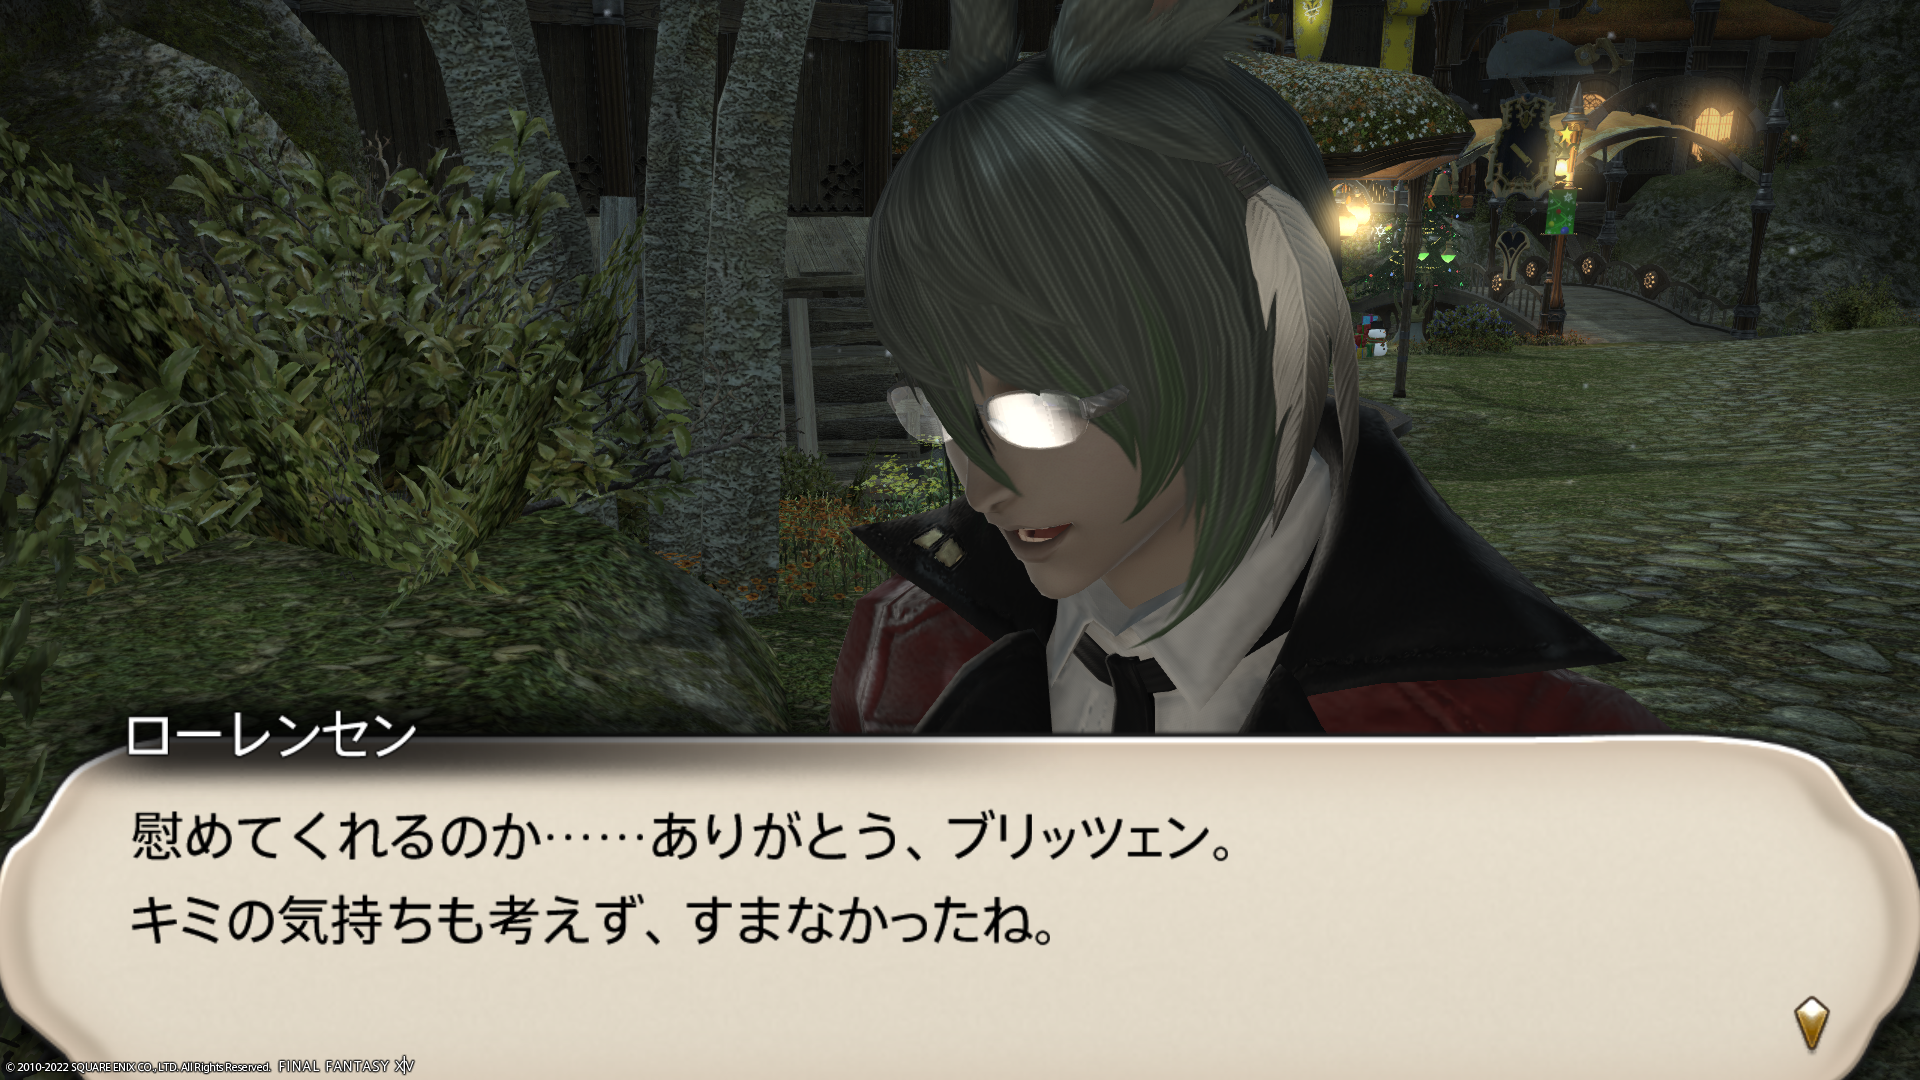 ローレンセン
慰めてくれるのか……ありがとう、ブリッツェン。
キミの気持ちも考えず、すまなかったね。
© 2010-2022 SQUARE ENIX CO., LTD. All Rights Reserved. FINAL FANTASY XIV